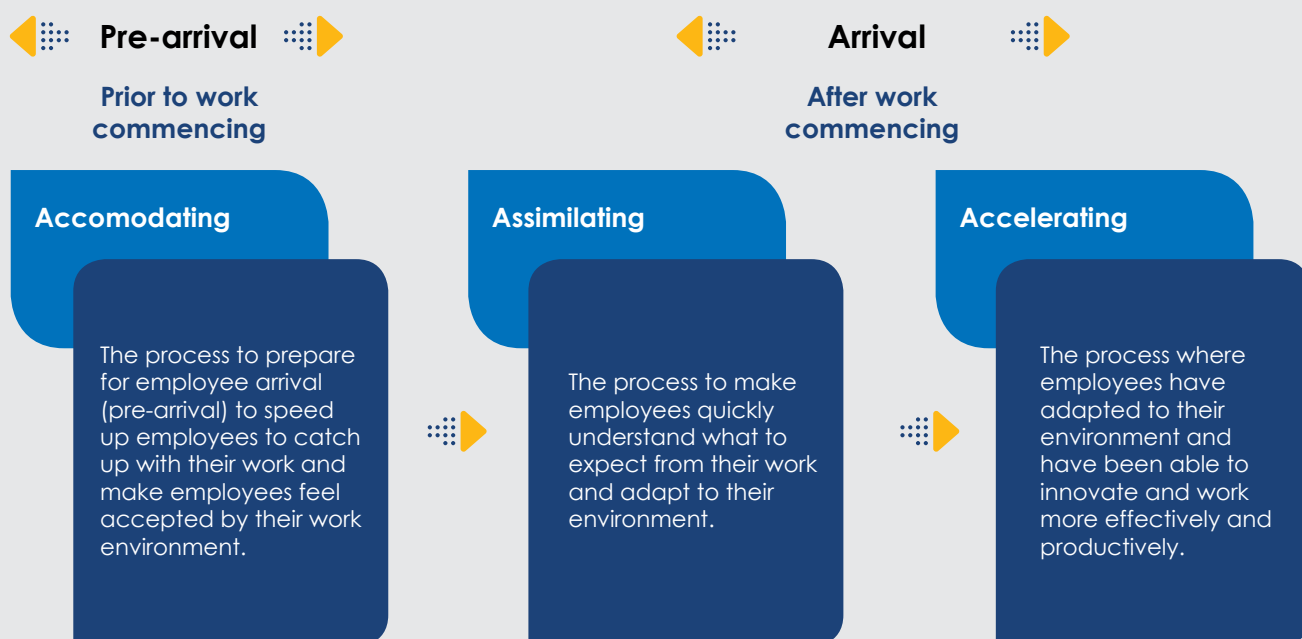 Pre-arrival
Prior to work
commencing
Arrival
After work
commencing
Accomodating
The process to prepare
for employee arrival
(pre-arrival) to speed
up employees to catch
up with their work and
make employees feel
accepted by their work
environment.
Assimilating
The process to make
employees quickly
understand what to
expect from their work
and adapt to their
environment.
Accelerating
The process where
employees have
adapted to their
environment and
have been able to
innovate and work
more effectively and
productively.